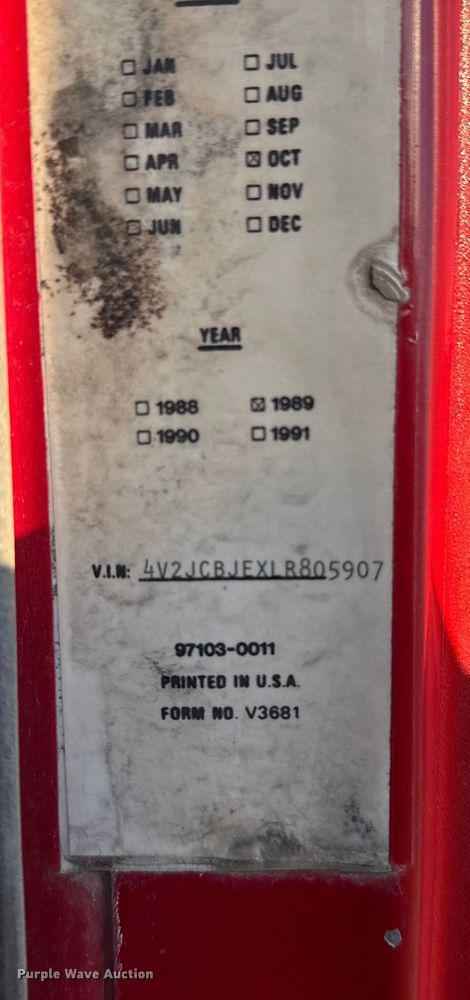 ☐ JAN ☐ JUL
☐ FEB ☐ AUG
☐ MAR ☐ SEP
☐ APR ☒ OCT
☐ MAY ☐ NOV
☐ JUN ☐ DEC
YEAR
☐ 1988 ☒ 1989
☐ 1990 ☐ 1991
V.I.N: 4V2JCBJEXLR805907
97103-0011
PRINTED IN U.S.A.
FORM NO. V3681
Purple Wave Auction